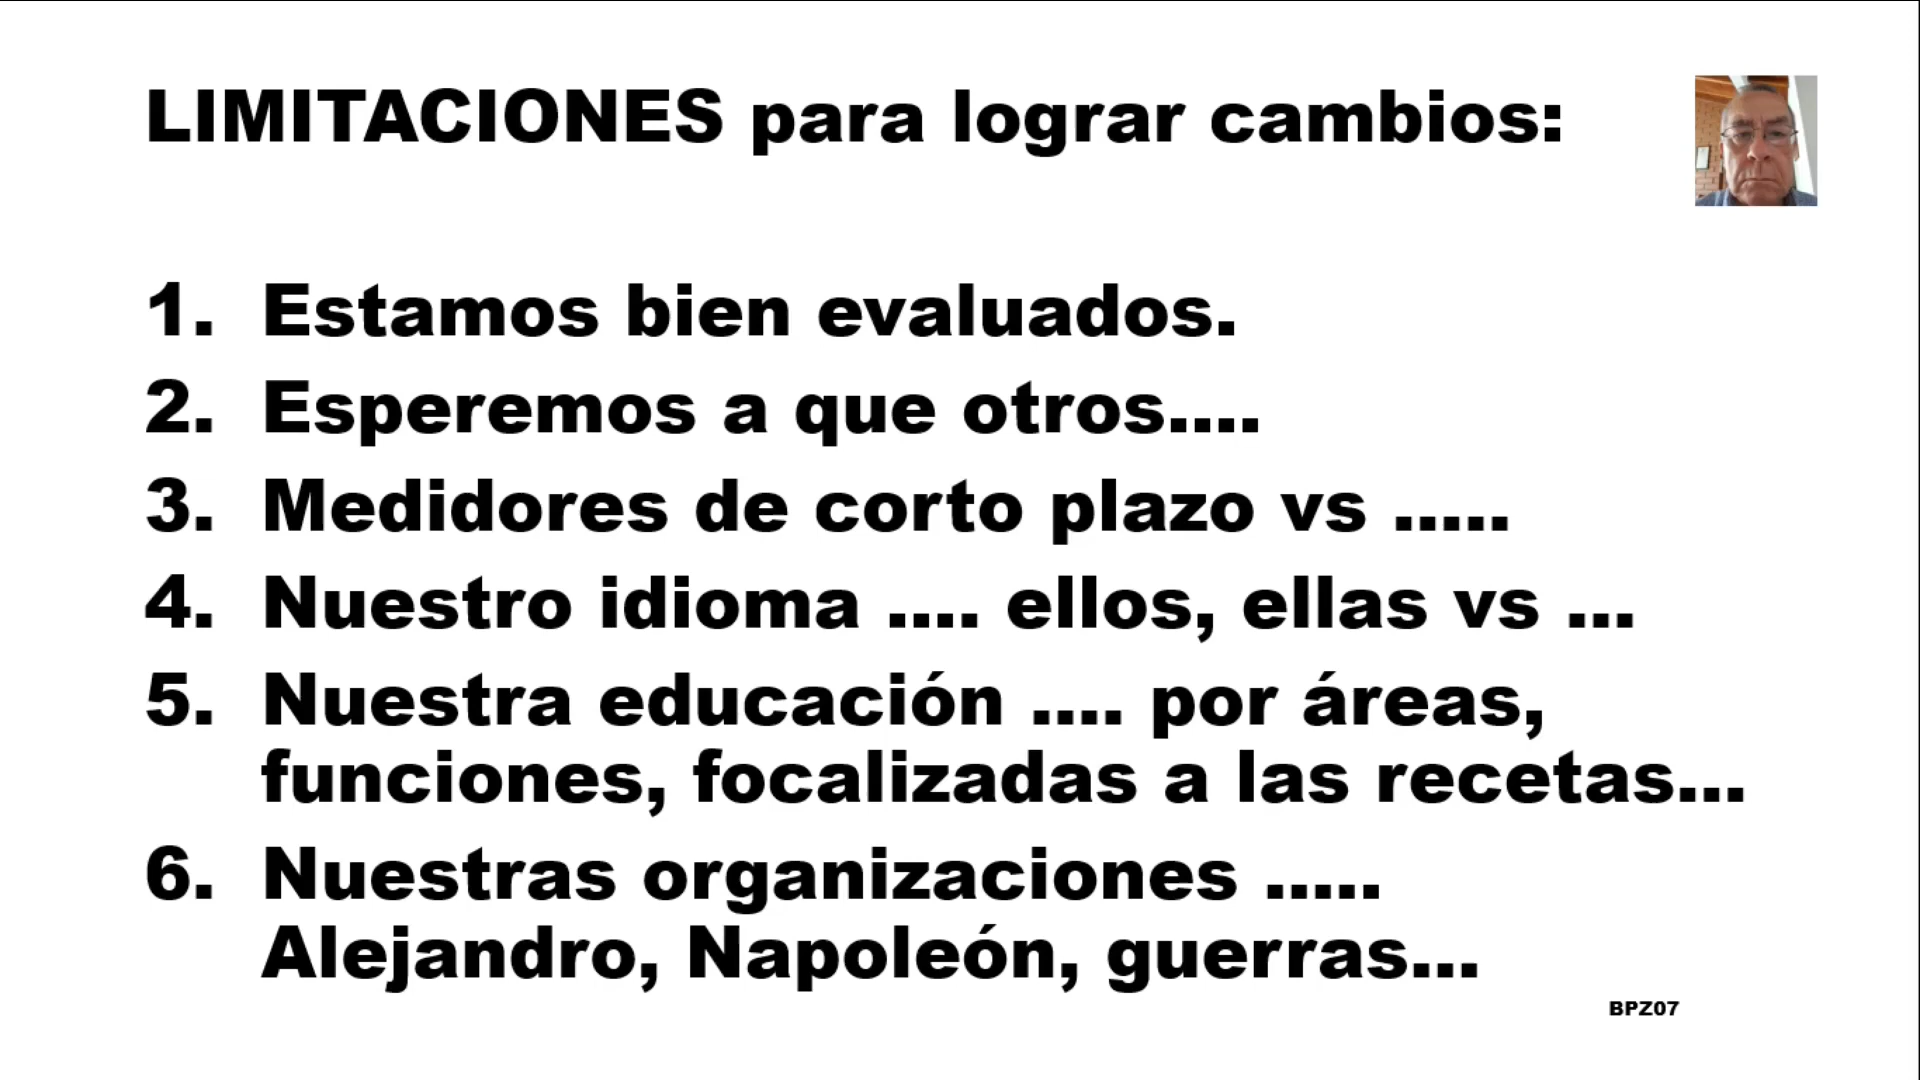 LIMITACIONES para lograr cambios:
1. Estamos bien evaluados.
2. Esperemos a que otros....
3. Medidores de corto plazo vs .....
4. Nuestro idioma .... ellos, ellas vs ...
5. Nuestra educación .... por áreas,
funciones, focalizadas a las recetas...
6. Nuestras organizaciones .....
Alejandro, Napoleón, guerras...
BPZ07